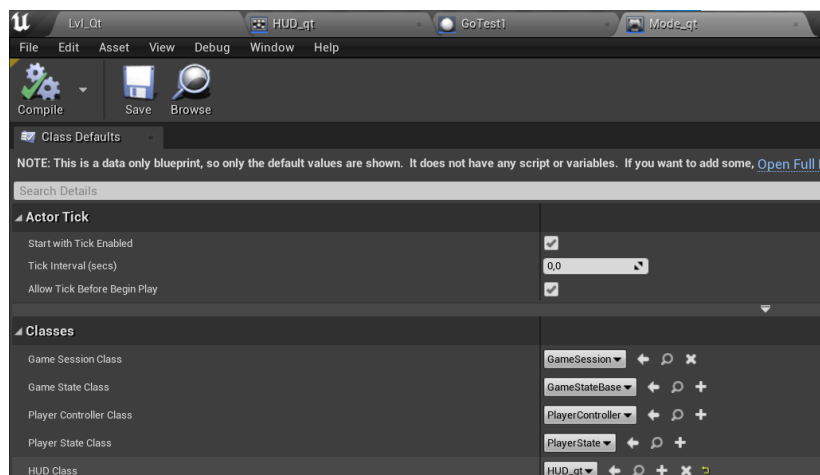 Lvl_Qt HUD_qt GoTest1 Mode_qt
File Edit Asset View Debug Window Help
Compile Save Browse
Class Defaults
NOTE: This is a data only blueprint, so only the default values are shown. It does not have any script or variables. If you want to add some, Open Full
Search Details
Actor Tick
Start with Tick Enabled
Tick Interval (secs) 0,0
Allow Tick Before Begin Play
Classes
Game Session Class GameSession
Game State Class GameStateBase
Player Controller Class PlayerController
Player State Class PlayerState
HUD Class HUD_qt